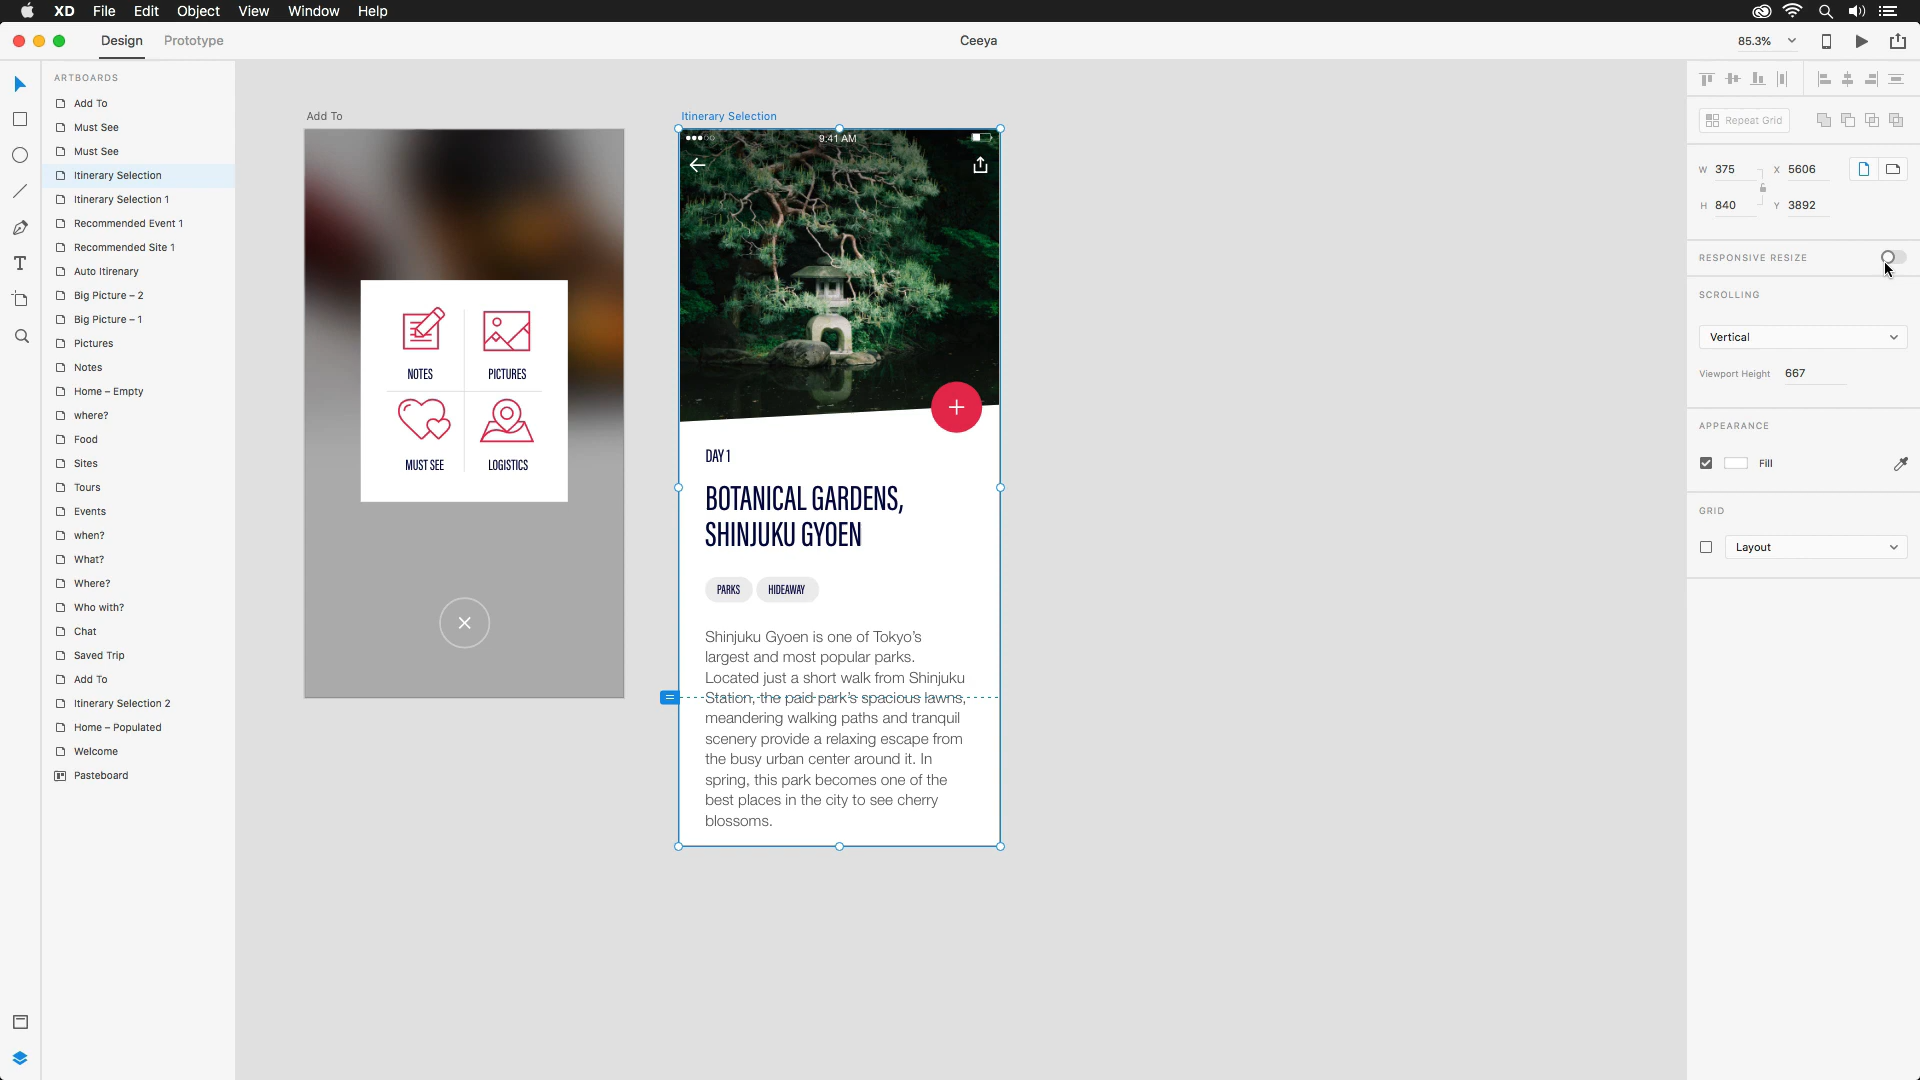 XD File Edit Object View Window Help
Design Prototype
Ceeya
85.3%
ARTBOARDS
Add To
Must See
Must See
Itinerary Selection
Itinerary Selection 1
Recommended Event 1
Recommended Site 1
Auto Itirenary
Big Picture – 2
Big Picture – 1
Pictures
Notes
Home – Empty
where?
Food
Sites
Tours
Events
when?
What?
Where?
Who with?
Chat
Saved Trip
Add To
Itinerary Selection 2
Home – Populated
Welcome
Pasteboard
Add To
NOTES PICTURES
MUST SEE LOGISTICS
Itinerary Selection
9:41 AM
DAY 1
BOTANICAL GARDENS,
SHINJUKU GYOEN
PARKS HIDEAWAY
Shinjuku Gyoen is one of Tokyo’s
largest and most popular parks.
Located just a short walk from Shinjuku
Station, the paid park’s spacious lawns,
meandering walking paths and tranquil
scenery provide a relaxing escape from
the busy urban center around it. In
spring, this park becomes one of the
best places in the city to see cherry
blossoms.
Repeat Grid
W 375 X 5606
H 840 Y 3892
RESPONSIVE RESIZE
SCROLLING
Vertical
Viewport Height 667
APPEARANCE
Fill
GRID
Layout